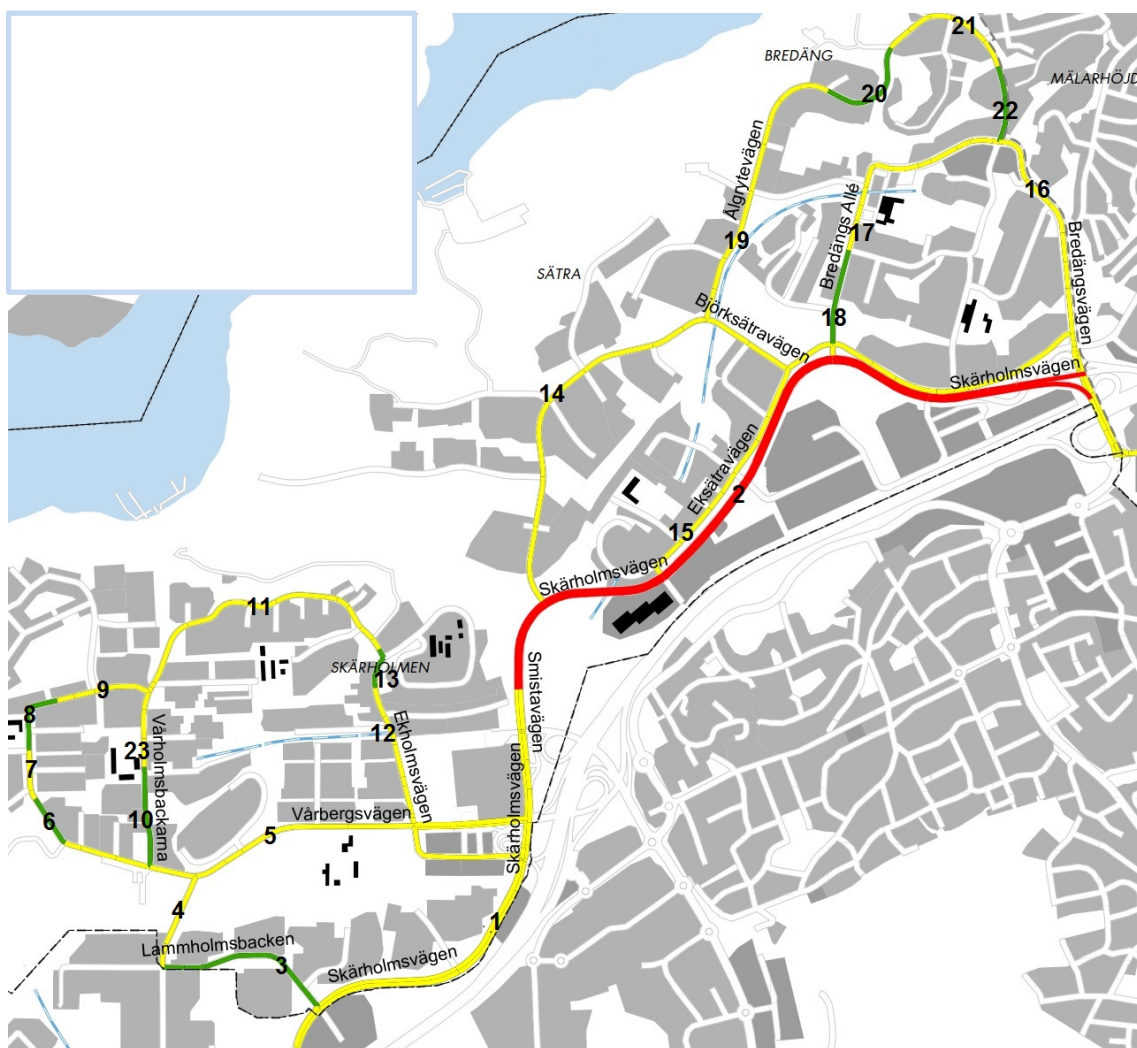 21
BREDÄNG
MÄLARHÖJD
20
22
Ålgrytevägen
16
Bredängs Allé
17
19
Bredängsvägen
SÄTRA
18
Björksätravägen
Skärholmsvägen
14
Eksätravägen
2
15
Skärholmsvägen
11
SKÄRHOLMEN
13
Smistavägen
9
8
Ekholmsvägen
12
Vårholmsbackarna
23
7
Skärholmsvägen
Vårbergsvägen
6
10
5
4
1
Lammholmsbacken
3
Skärholmsvägen